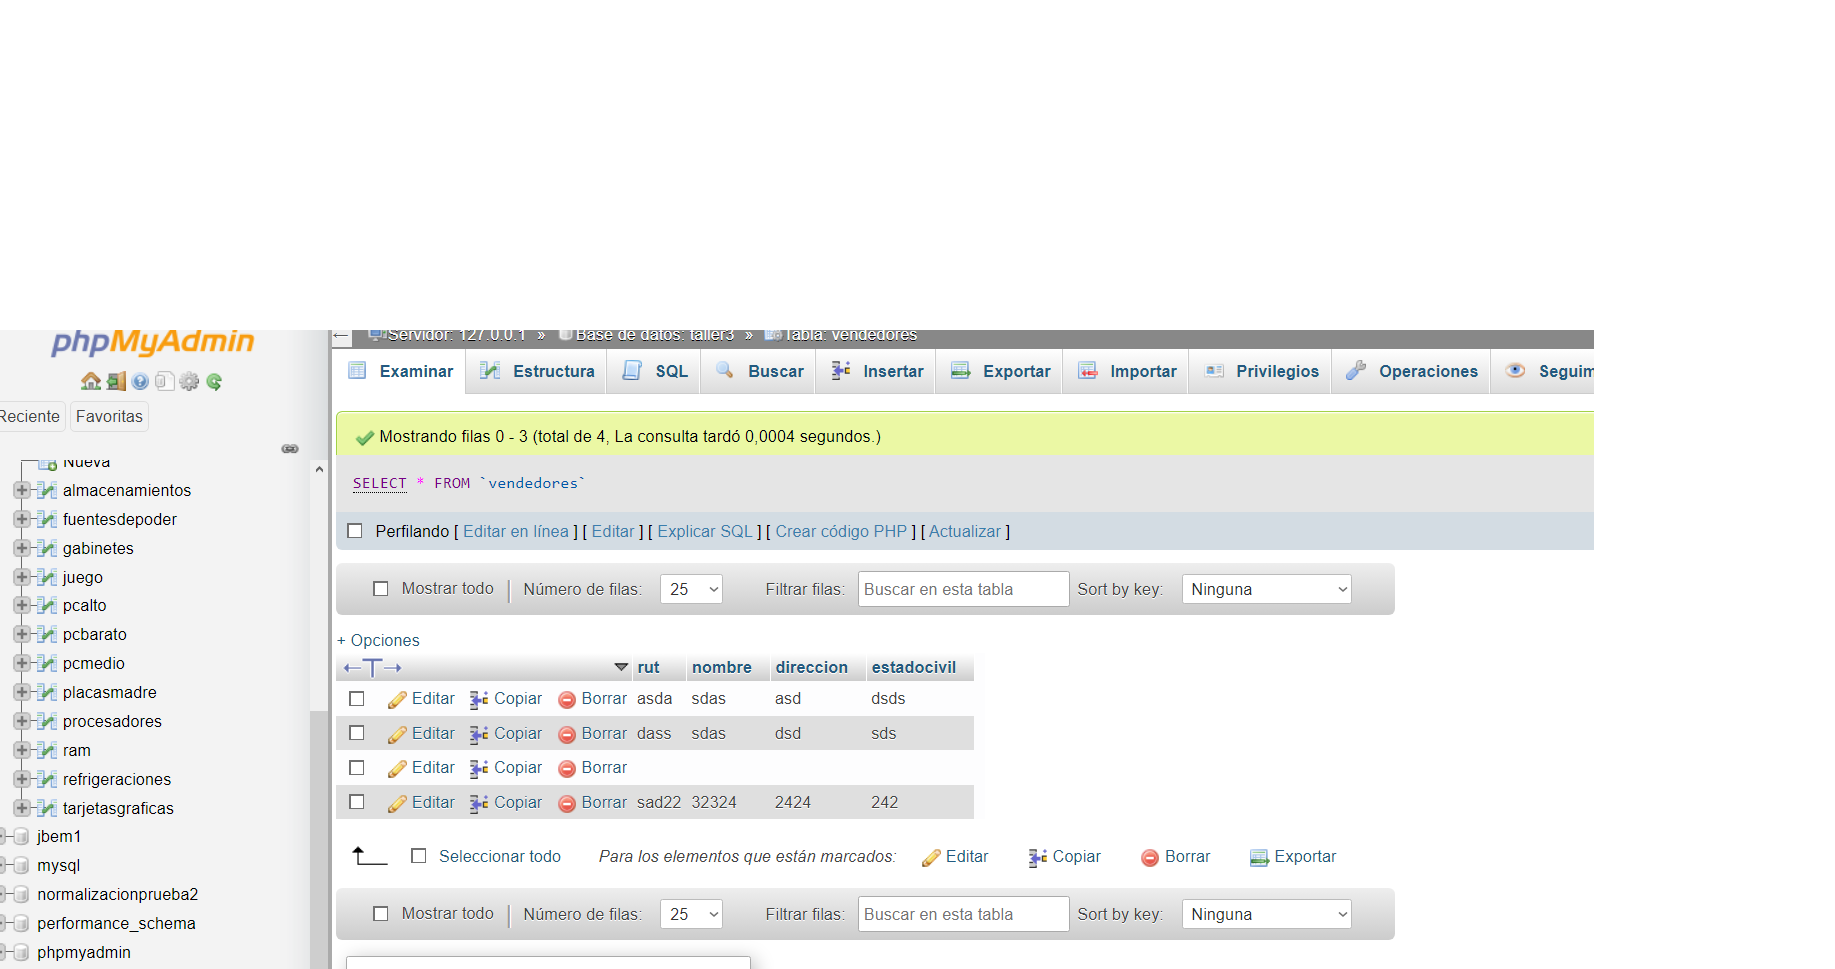 phpMyAdmin
Reciente Favoritas
Nueva
almacenamientos
fuentesdepoder
gabinetes
juego
pcalto
pcbarato
pcmedio
placasmadre
procesadores
ram
refrigeraciones
tarjetasgraficas
jbem1
mysql
normalizacionprueba2
performance_schema
phpmyadmin
Servidor: 127.0.0.1 » Base de datos: taller3 » Tabla: vendedores
Examinar Estructura SQL Buscar Insertar Exportar Importar Privilegios Operaciones Seguim
Mostrando filas 0 - 3 (total de 4, La consulta tardó 0,0004 segundos.)
SELECT * FROM `vendedores`
Perfilando [ Editar en línea ] [ Editar ] [ Explicar SQL ] [ Crear código PHP ] [ Actualizar ]
Mostrar todo | Número de filas: 25 Filtrar filas: Buscar en esta tabla Sort by key: Ninguna
+ Opciones
←T→ rut nombre direccion estadocivil
Editar Copiar Borrar asda sdas asd dsds
Editar Copiar Borrar dass sdas dsd sds
Editar Copiar Borrar
Editar Copiar Borrar sad22 32324 2424 242
Seleccionar todo Para los elementos que están marcados: Editar Copiar Borrar Exportar
Mostrar todo | Número de filas: 25 Filtrar filas: Buscar en esta tabla Sort by key: Ninguna